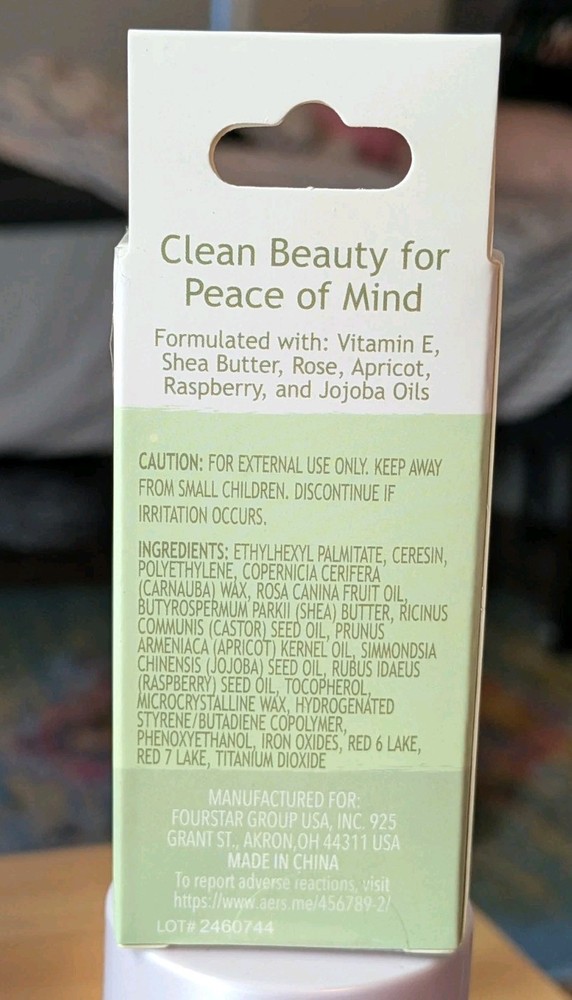 Clean Beauty for
Peace of Mind
Formulated with: Vitamin E,
Shea Butter, Rose, Apricot,
Raspberry, and Jojoba Oils
CAUTION: FOR EXTERNAL USE ONLY. KEEP AWAY
FROM SMALL CHILDREN. DISCONTINUE IF
IRRITATION OCCURS.
INGREDIENTS: ETHYLHEXYL PALMITATE, CERESIN,
POLYETHYLENE, COPERNICIA CERIFERA
(CARNAUBA) WAX, ROSA CANINA FRUIT OIL,
BUTYROSPERMUM PARKII (SHEA) BUTTER, RICINUS
COMMUNIS (CASTOR) SEED OIL, PRUNUS
ARMENIACA (APRICOT) KERNEL OIL, SIMMONDSIA
CHINENSIS (JOJOBA) SEED OIL, RUBUS IDAEUS
(RASPBERRY) SEED OIL, TOCOPHEROL,
MICROCRYSTALLINE WAX, HYDROGENATED
STYRENE/BUTADIENE COPOLYMER,
PHENOXYETHANOL, IRON OXIDES, RED 6 LAKE,
RED 7 LAKE, TITANIUM DIOXIDE
MANUFACTURED FOR:
FOURSTAR GROUP USA, INC. 925
GRANT ST., AKRON,OH 44311 USA
MADE IN CHINA
To report adverse reactions, visit
https://www.aers.me/456789-2/
LOT# 2460744